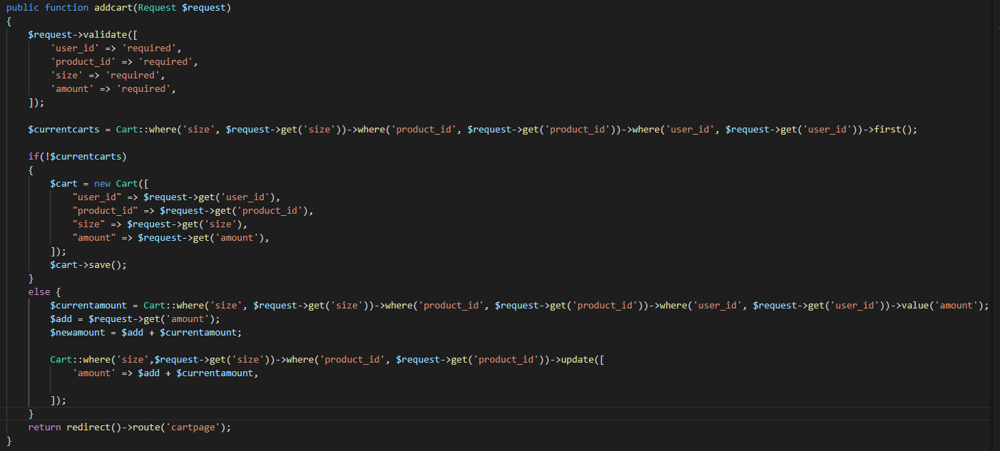 public function addcart(Request $request)
{
    $request->validate([
        'user_id' => 'required',
        'product_id' => 'required',
        'size' => 'required',
        'amount' => 'required',
    ]);

    $currentcarts = Cart::where('size', $request->get('size'))->where('product_id', $request->get('product_id'))->where('user_id', $request->get('user_id'))->first();

    if(!$currentcarts)
    {
        $cart = new Cart([
            "user_id" => $request->get('user_id'),
            "product_id" => $request->get('product_id'),
            "size" => $request->get('size'),
            "amount" => $request->get('amount'),
        ]);
        $cart->save();
    }
    else {
        $currentamount = Cart::where('size', $request->get('size'))->where('product_id', $request->get('product_id'))->where('user_id', $request->get('user_id'))->value('amount');
        $add = $request->get('amount');
        $newamount = $add + $currentamount;

        Cart::where('size',$request->get('size'))->where('product_id', $request->get('product_id'))->update([
            'amount' => $add + $currentamount,

        ]);
    }
    return redirect()->route('cartpage');
}